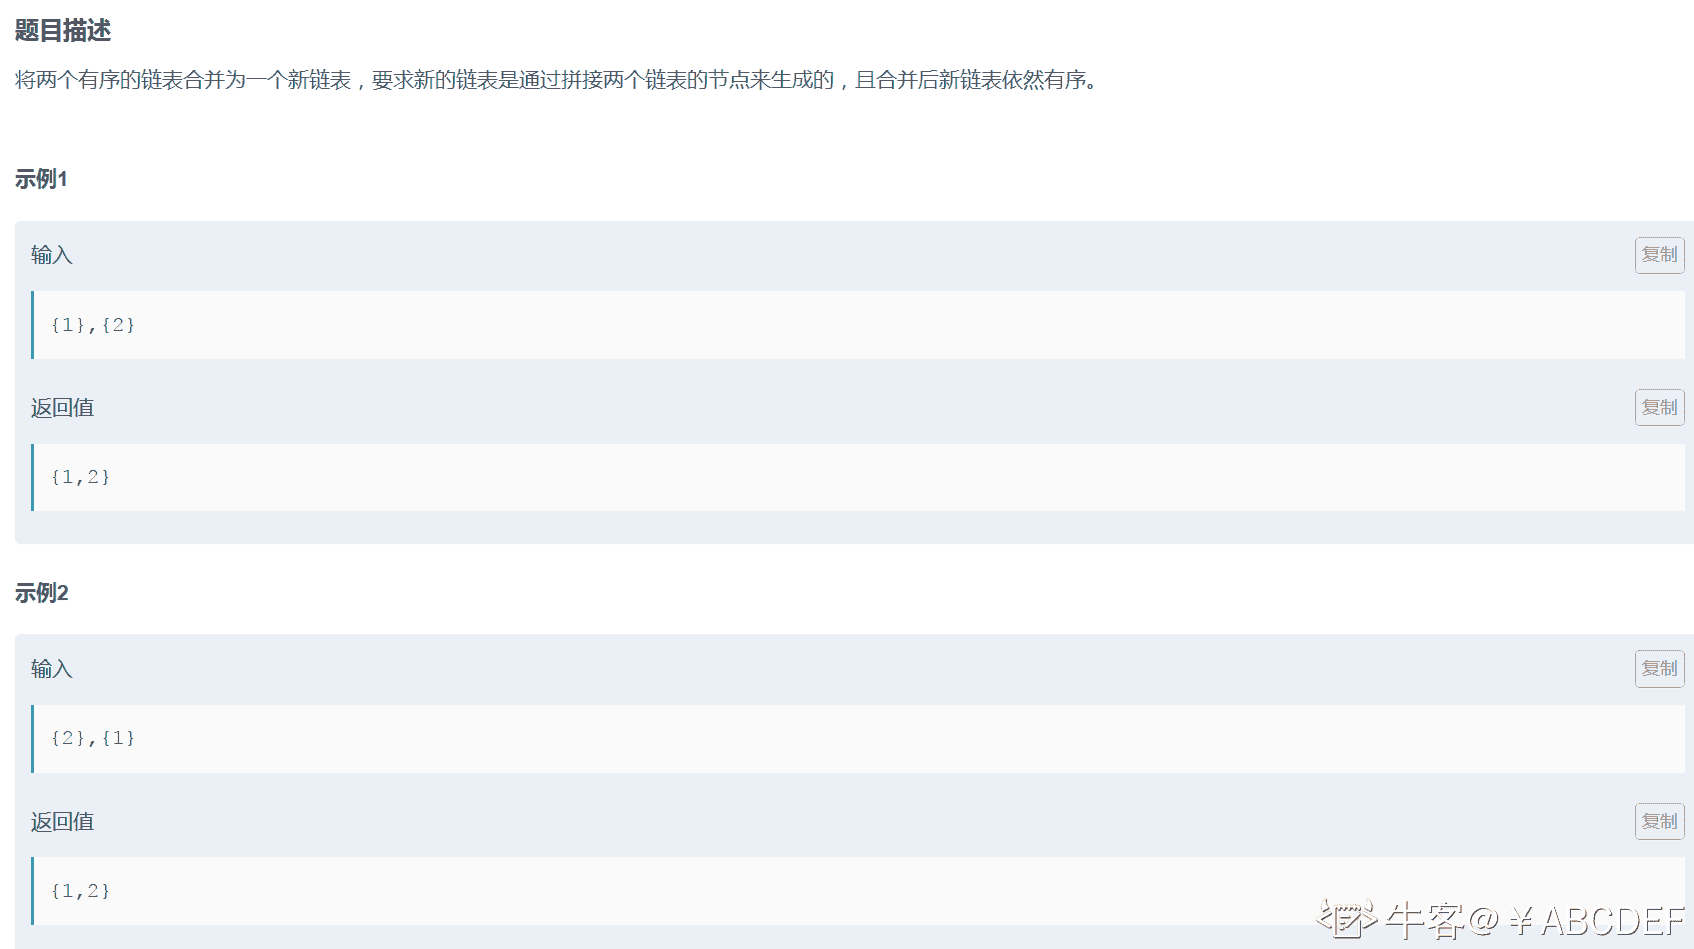 题目描述
将两个有序的链表合并为一个新链表，要求新的链表是通过拼接两个链表的节点来生成的，且合并后新链表依然有序。
示例1
输入
复制
{1},{2}
返回值
复制
{1,2}
示例2
输入
复制
{2},{1}
返回值
复制
{1,2}
牛客@￥ABCDEF